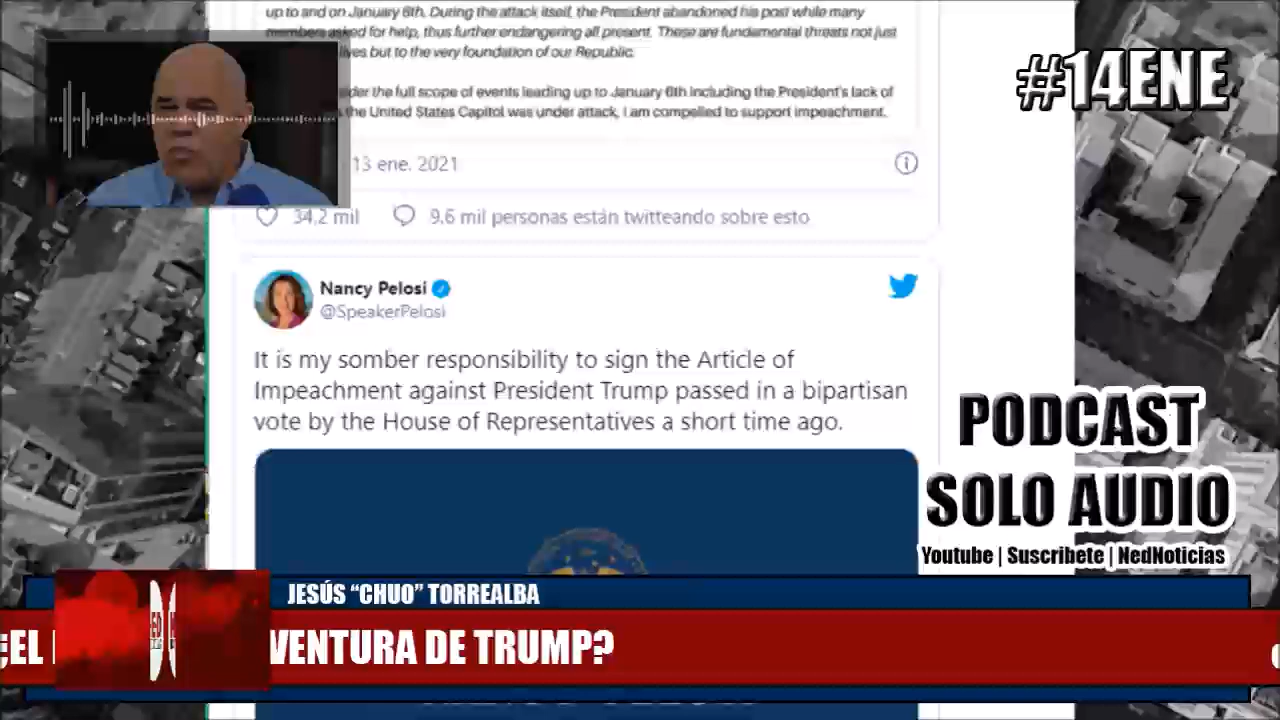 up to and on January 6th. During the attack itself, the President abandoned his post while many
members asked for help, thus further endangering all present. These are fundamental threats not just
lives but to the very foundation of our Republic.
the full scope of events leading up to January 6th including the President's lack of
the United States Capitol was under attack, I am compelled to support impeachment.
#14ENE
13 ene. 2021
34,2 mil
9,6 mil personas están twitteando sobre esto
Nancy Pelosi
@SpeakerPelosi
It is my somber responsibility to sign the Article of
Impeachment against President Trump passed in a bipartisan
vote by the House of Representatives a short time ago.
PODCAST
SOLO AUDIO
Youtube | Suscribete | NedNoticias
JESÚS “CHUO” TORREALBA
¿EL
VENTURA DE TRUMP?